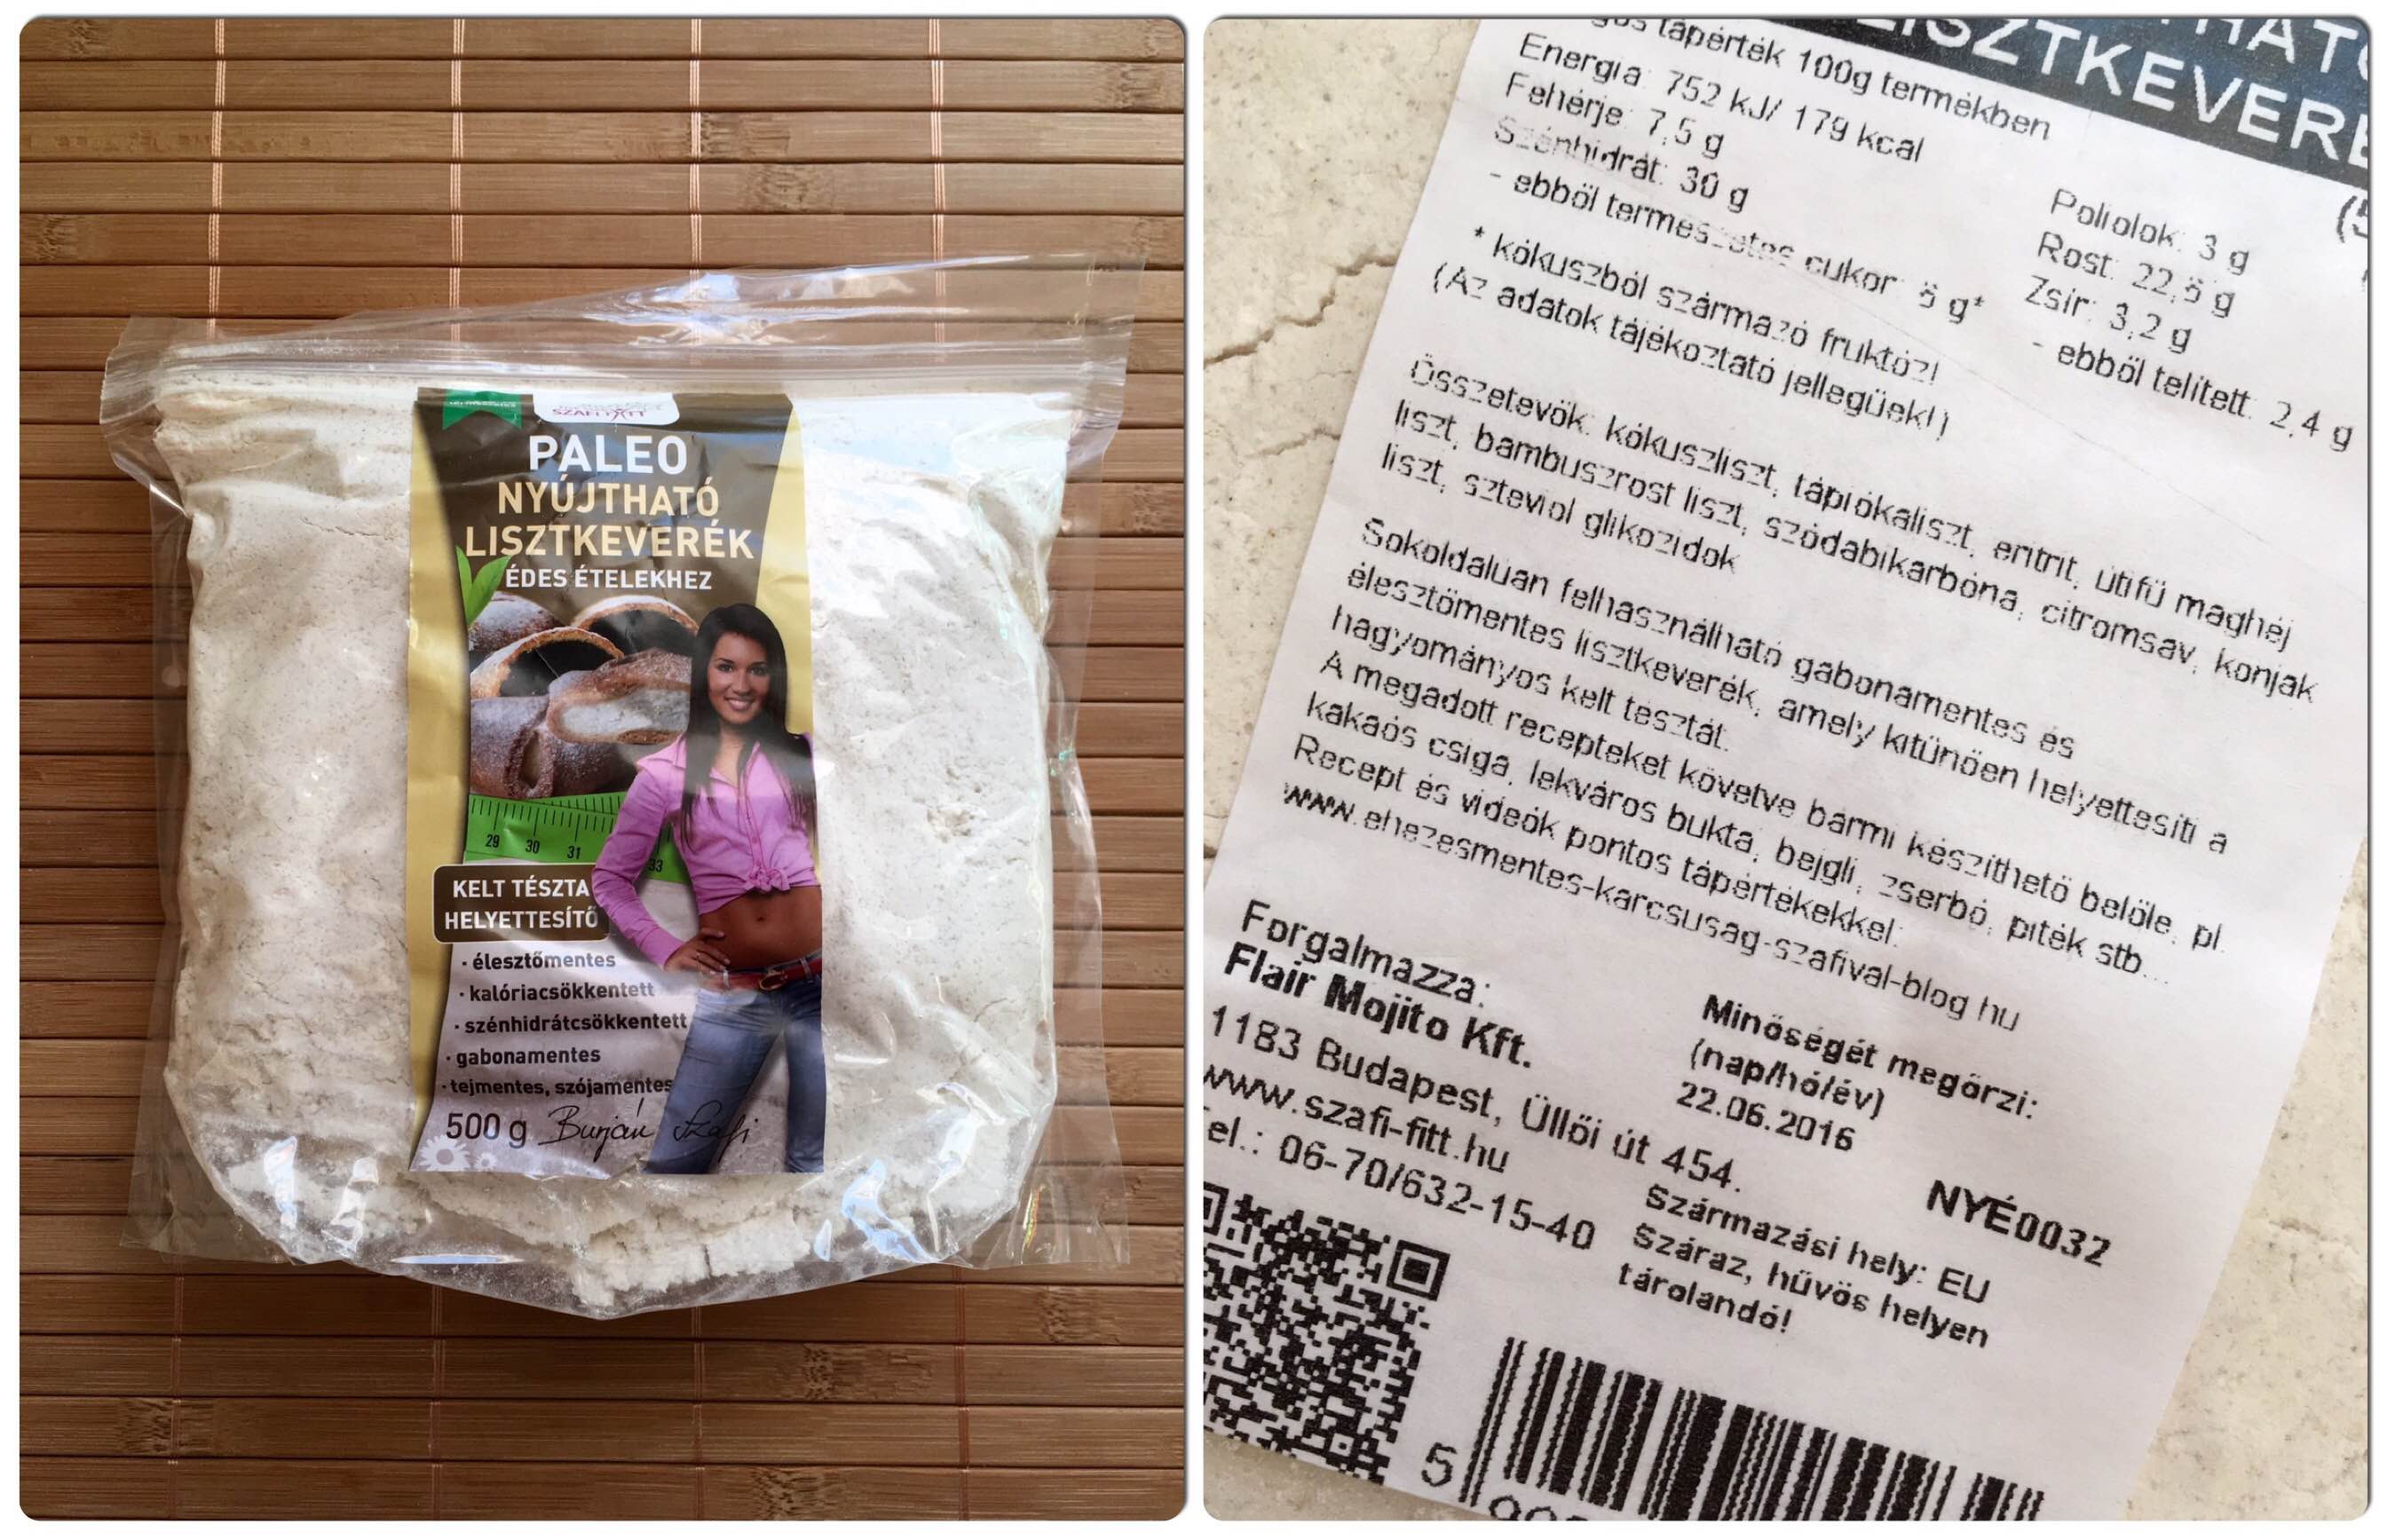 SZAFI FITT
PALEO
NYÚJTHATÓ
LISZTKEVERÉK
ÉDES ÉTELEKHEZ
29 30 31 33
KELT TÉSZTA
HELYETTESÍTŐ
· élesztőmentes
· kalóriacsökkentett
· szénhidrátcsökkentett
· gabonamentes
· tejmentes, szójamentes
500 g Burján Szafi
LISZTKEVERÉ
tápérték 100g termékben
Energia: 752 kJ/ 179 kcal
Fehérje: 7,5 g
Szénhidrát: 30 g
- ebből természetes cukor: 5 g*
Poliolok: 3 g
Rost: 22,5 g
Zsír: 3,2 g
- ebből telített: 2,4 g
* kókuszból származó fruktóz!
(Az adatok tájékoztató jellegűek!)
Összetevők: kókuszliszt, tápiókaliszt, eritrit, útifű maghéj
liszt, bambuszrost liszt, szódabikarbóna, citromsav, konjak
liszt, szteviol glikozidok
Sokoldalúan felhasználható gabonamentes és
élesztőmentes lisztkeverék, amely kitűnően helyettesíti a
hagyományos kelt tésztát.
A megadott recepteket követve bármi készíthető belőle, pl.
kakaós csiga, lekváros bukta, bejgli, zserbó, piték stb...
Recept és videók pontos tápértékekkel:
www.ehezesmentes-karcsusag-szafival-blog.hu
Forgalmazza:
Flair Mojito Kft.
1183 Budapest, Üllői út 454.
www.szafi-fitt.hu
el.: 06-70/632-15-40
Minőségét megőrzi:
(nap/hó/év)
22.06.2016
NYÉ0032
Származási hely: EU
Száraz, hűvös helyen
tárolandó!
5